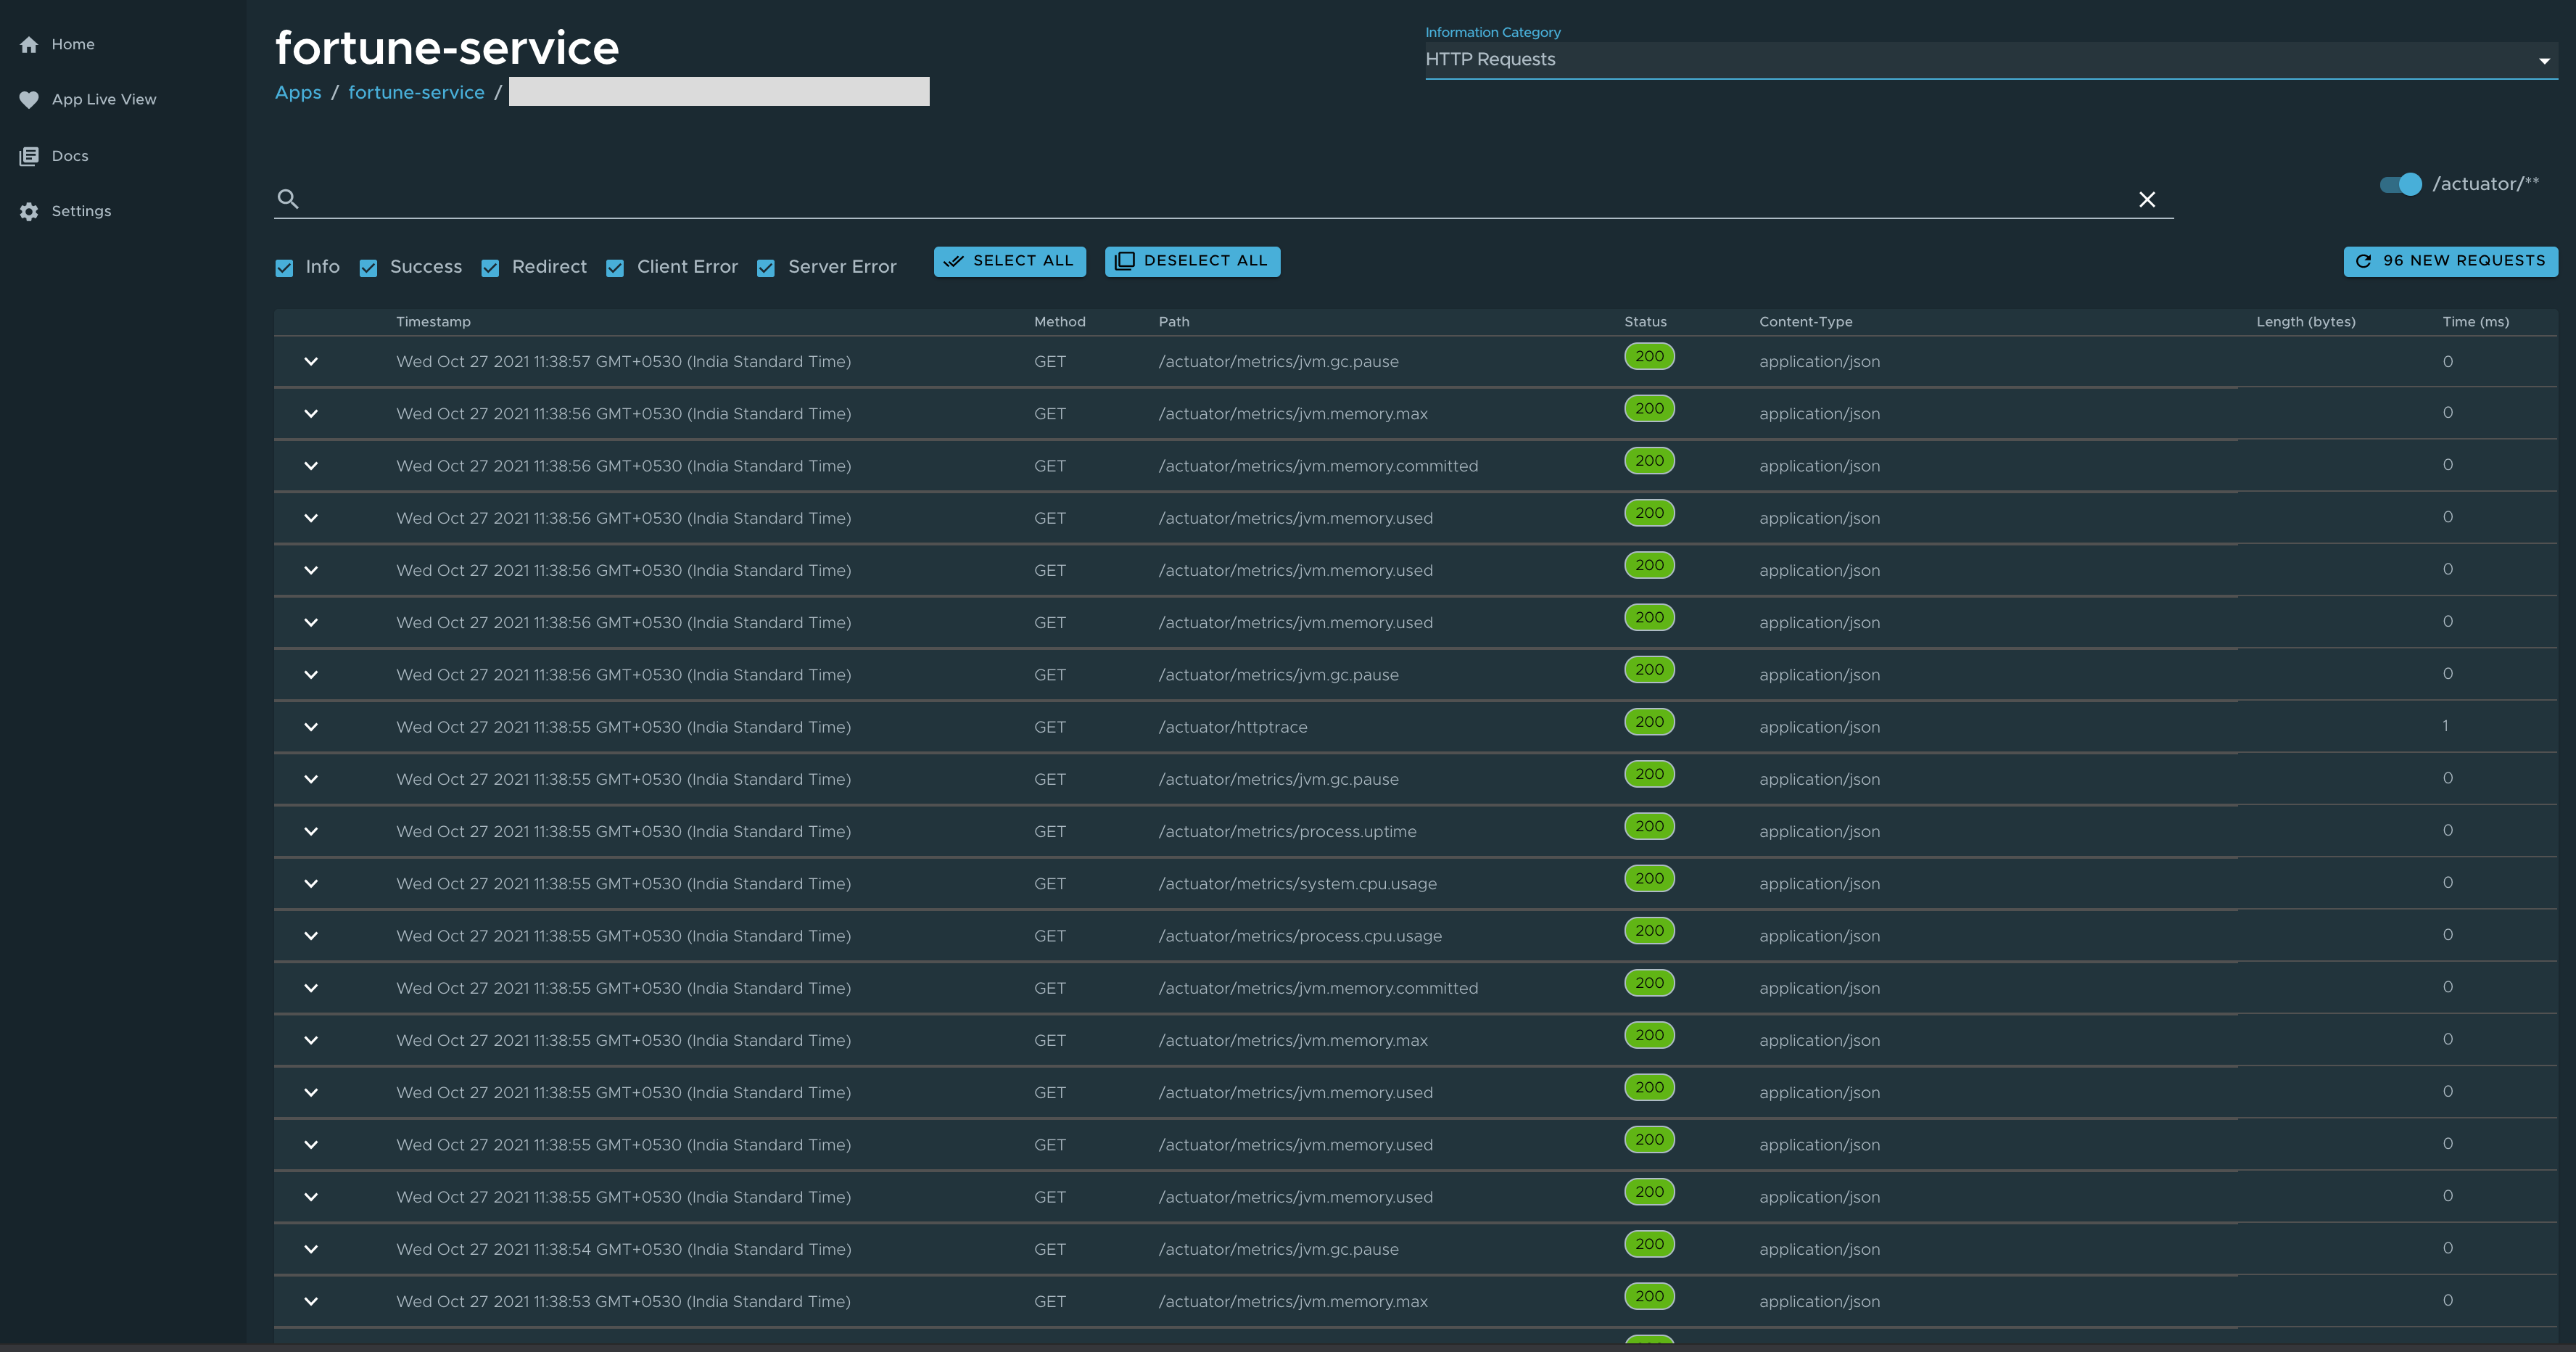 Home
App Live View
Docs
Settings
fortune-service
Apps / fortune-service /
Information Category
HTTP Requests
/actuator/**
Info Success Redirect Client Error Server Error SELECT ALL DESELECT ALL 96 NEW REQUESTS
Timestamp Method Path Status Content-Type Length (bytes) Time (ms)
Wed Oct 27 2021 11:38:57 GMT+0530 (India Standard Time) GET /actuator/metrics/jvm.gc.pause 200 application/json 0
Wed Oct 27 2021 11:38:56 GMT+0530 (India Standard Time) GET /actuator/metrics/jvm.memory.max 200 application/json 0
Wed Oct 27 2021 11:38:56 GMT+0530 (India Standard Time) GET /actuator/metrics/jvm.memory.committed 200 application/json 0
Wed Oct 27 2021 11:38:56 GMT+0530 (India Standard Time) GET /actuator/metrics/jvm.memory.used 200 application/json 0
Wed Oct 27 2021 11:38:56 GMT+0530 (India Standard Time) GET /actuator/metrics/jvm.memory.used 200 application/json 0
Wed Oct 27 2021 11:38:56 GMT+0530 (India Standard Time) GET /actuator/metrics/jvm.memory.used 200 application/json 0
Wed Oct 27 2021 11:38:56 GMT+0530 (India Standard Time) GET /actuator/metrics/jvm.gc.pause 200 application/json 0
Wed Oct 27 2021 11:38:55 GMT+0530 (India Standard Time) GET /actuator/httptrace 200 application/json 1
Wed Oct 27 2021 11:38:55 GMT+0530 (India Standard Time) GET /actuator/metrics/jvm.gc.pause 200 application/json 0
Wed Oct 27 2021 11:38:55 GMT+0530 (India Standard Time) GET /actuator/metrics/process.uptime 200 application/json 0
Wed Oct 27 2021 11:38:55 GMT+0530 (India Standard Time) GET /actuator/metrics/system.cpu.usage 200 application/json 0
Wed Oct 27 2021 11:38:55 GMT+0530 (India Standard Time) GET /actuator/metrics/process.cpu.usage 200 application/json 0
Wed Oct 27 2021 11:38:55 GMT+0530 (India Standard Time) GET /actuator/metrics/jvm.memory.committed 200 application/json 0
Wed Oct 27 2021 11:38:55 GMT+0530 (India Standard Time) GET /actuator/metrics/jvm.memory.max 200 application/json 0
Wed Oct 27 2021 11:38:55 GMT+0530 (India Standard Time) GET /actuator/metrics/jvm.memory.used 200 application/json 0
Wed Oct 27 2021 11:38:55 GMT+0530 (India Standard Time) GET /actuator/metrics/jvm.memory.used 200 application/json 0
Wed Oct 27 2021 11:38:55 GMT+0530 (India Standard Time) GET /actuator/metrics/jvm.memory.used 200 application/json 0
Wed Oct 27 2021 11:38:54 GMT+0530 (India Standard Time) GET /actuator/metrics/jvm.gc.pause 200 application/json 0
Wed Oct 27 2021 11:38:53 GMT+0530 (India Standard Time) GET /actuator/metrics/jvm.memory.max 200 application/json 0